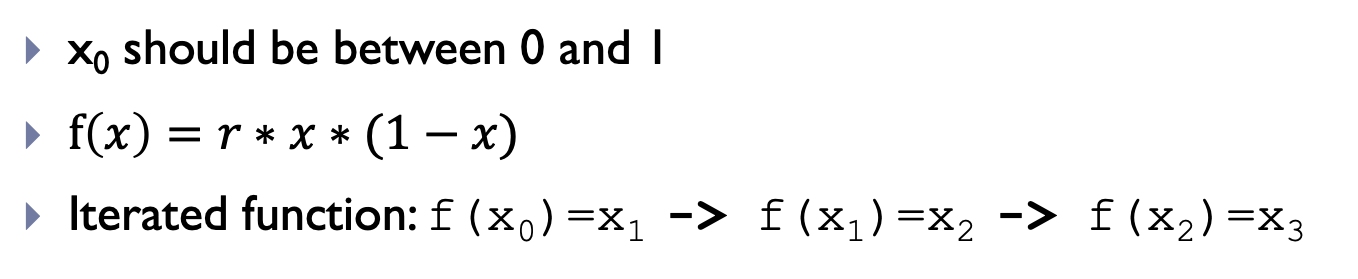 x₀ should be between 0 and 1
f(x) = r * x * (1 − x)
Iterated function: f(x₀)=x₁ -> f(x₁)=x₂ -> f(x₂)=x₃